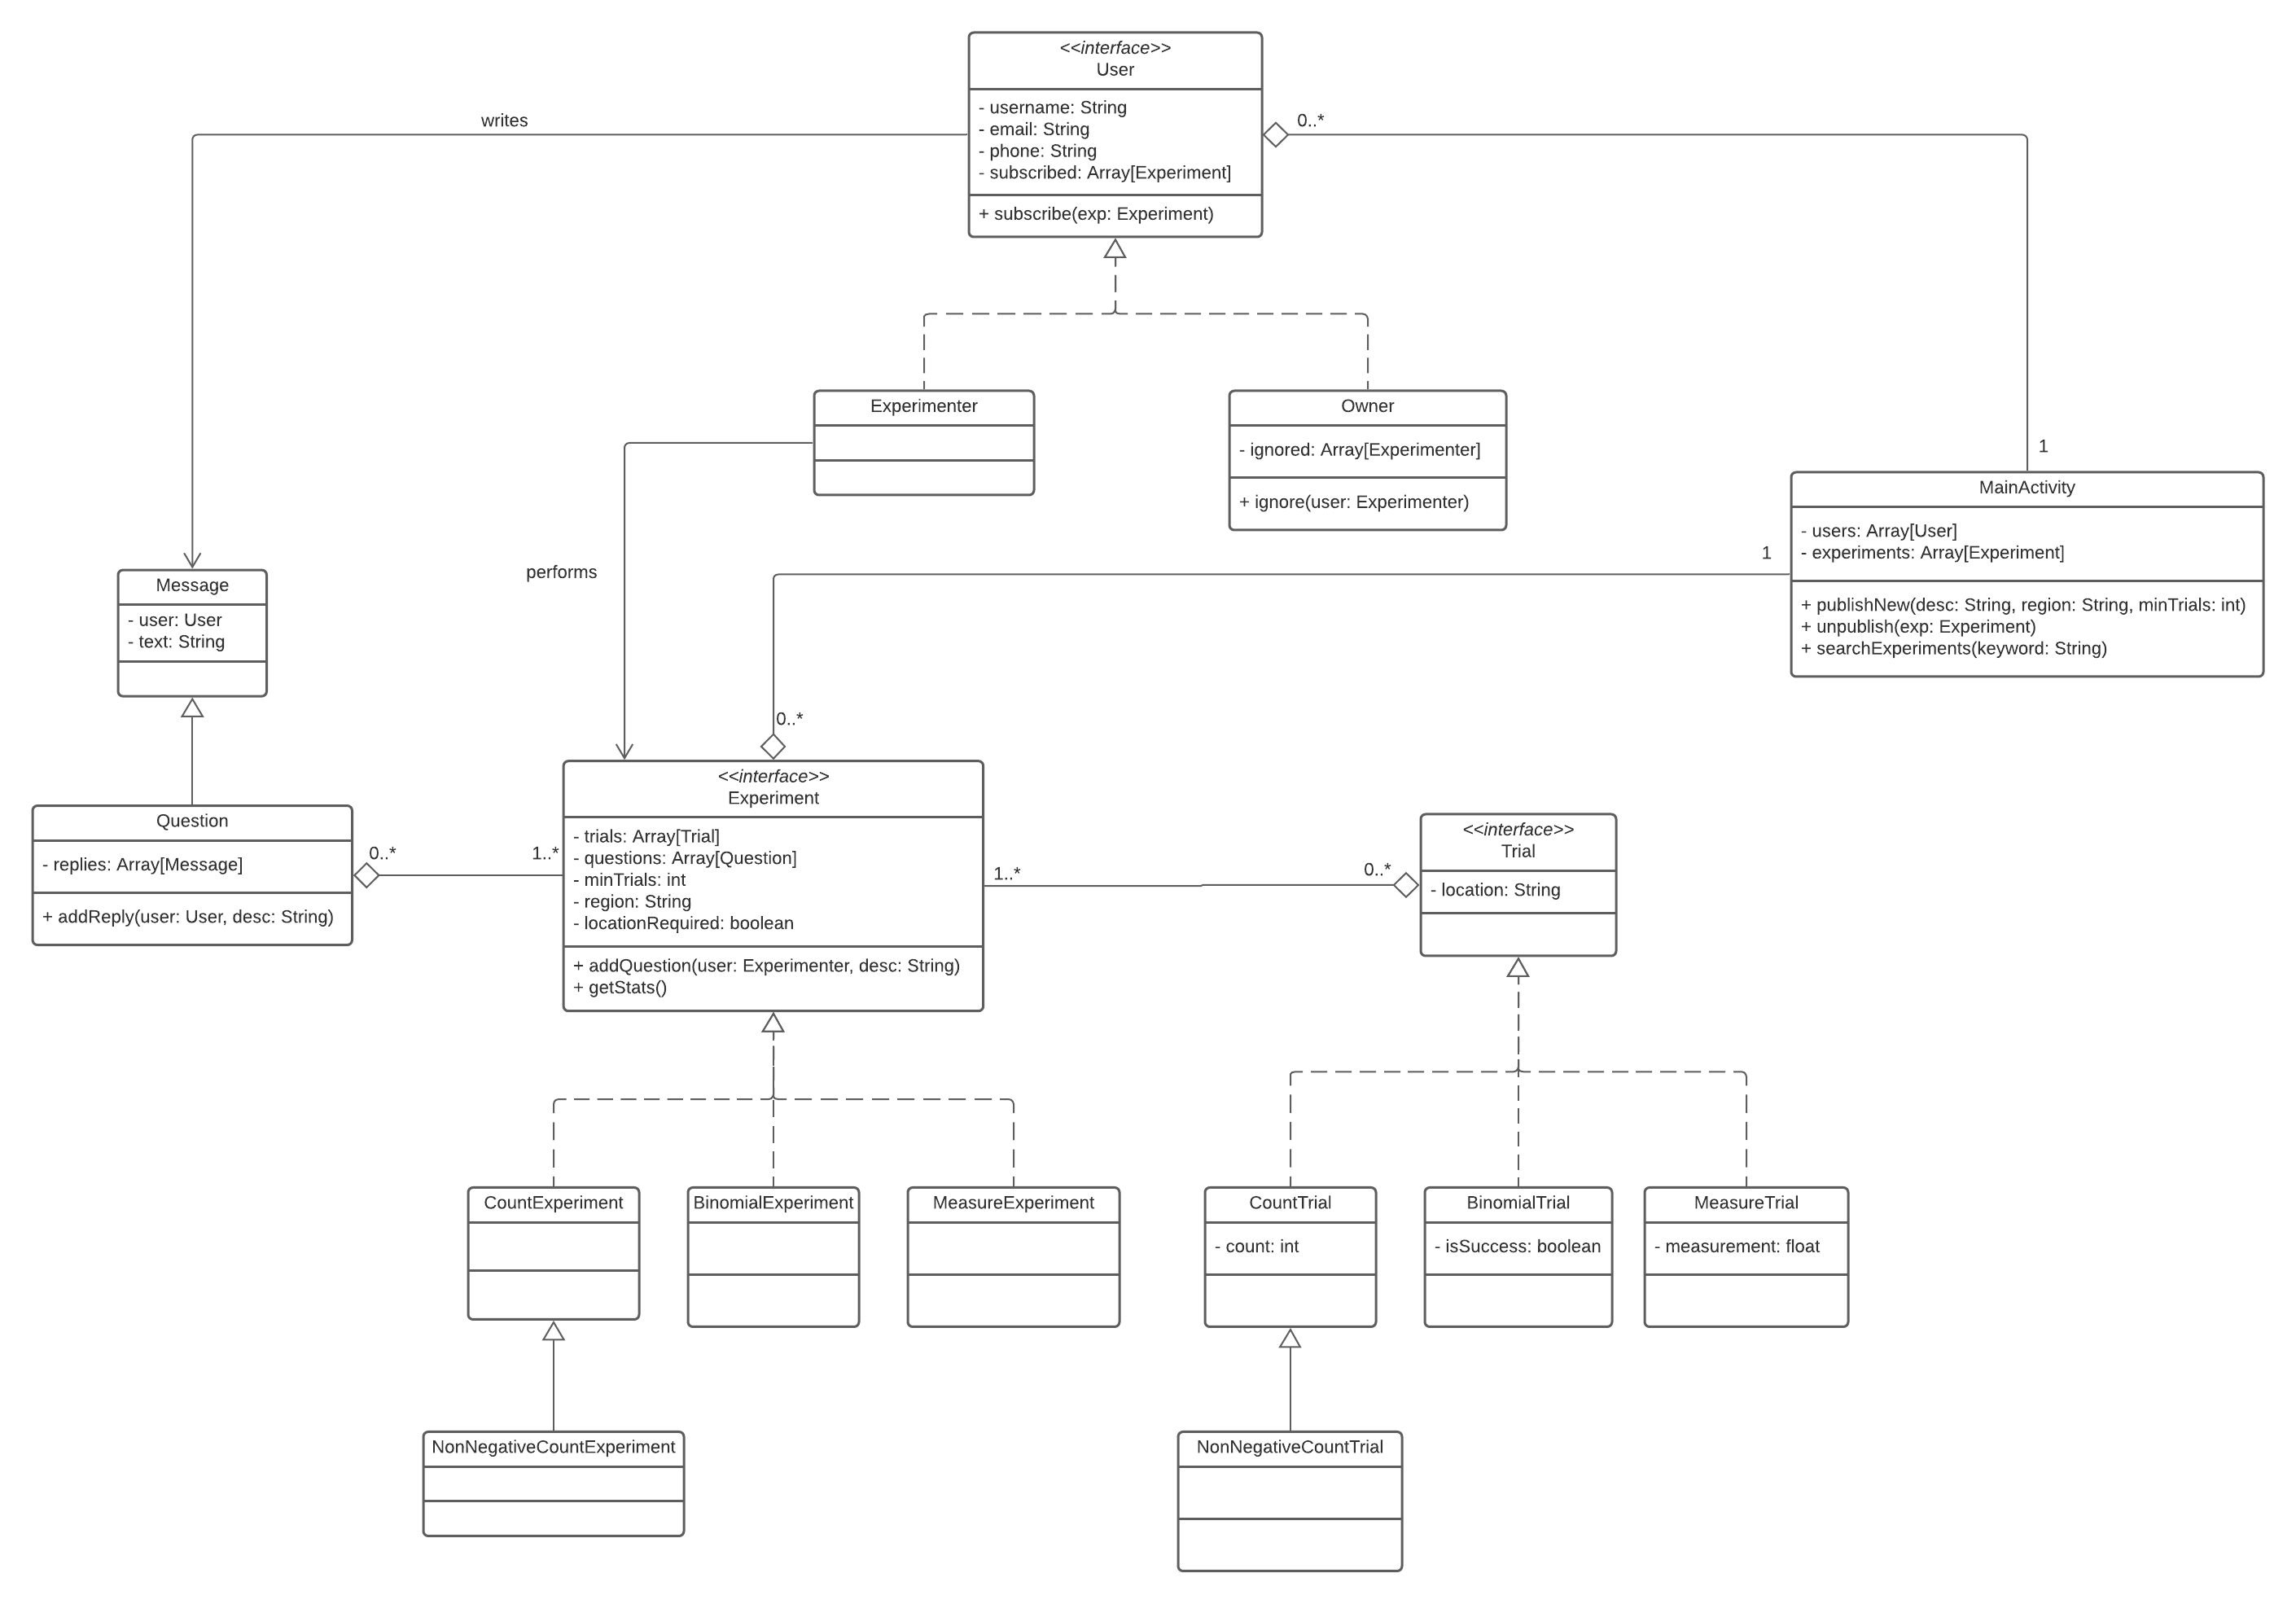 <<interface>>
User
- username: String
- email: String
- phone: String
- subscribed: Array[Experiment]
+ subscribe(exp: Experiment)
writes
0..*
1
Experimenter
Owner
- ignored: Array[Experimenter]
+ ignore(user: Experimenter)
MainActivity
- users: Array[User]
- experiments: Array[Experiment]
+ publishNew(desc: String, region: String, minTrials: int)
+ unpublish(exp: Experiment)
+ searchExperiments(keyword: String)
1
performs
Message
- user: User
- text: String
0..*
<<interface>>
Experiment
- trials: Array[Trial]
- questions: Array[Question]
- minTrials: int
- region: String
- locationRequired: boolean
+ addQuestion(user: Experimenter, desc: String)
+ getStats()
Question
- replies: Array[Message]
+ addReply(user: User, desc: String)
0..*
1..*
1..*
0..*
<<interface>>
Trial
- location: String
CountExperiment
BinomialExperiment
MeasureExperiment
CountTrial
- count: int
BinomialTrial
- isSuccess: boolean
MeasureTrial
- measurement: float
NonNegativeCountExperiment
NonNegativeCountTrial